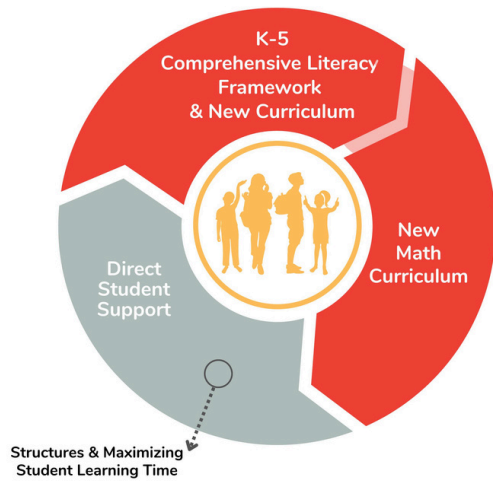 K-5
Comprehensive Literacy
Framework
& New Curriculum
New
Math
Curriculum
Direct
Student
Support
Structures & Maximizing
Student Learning Time